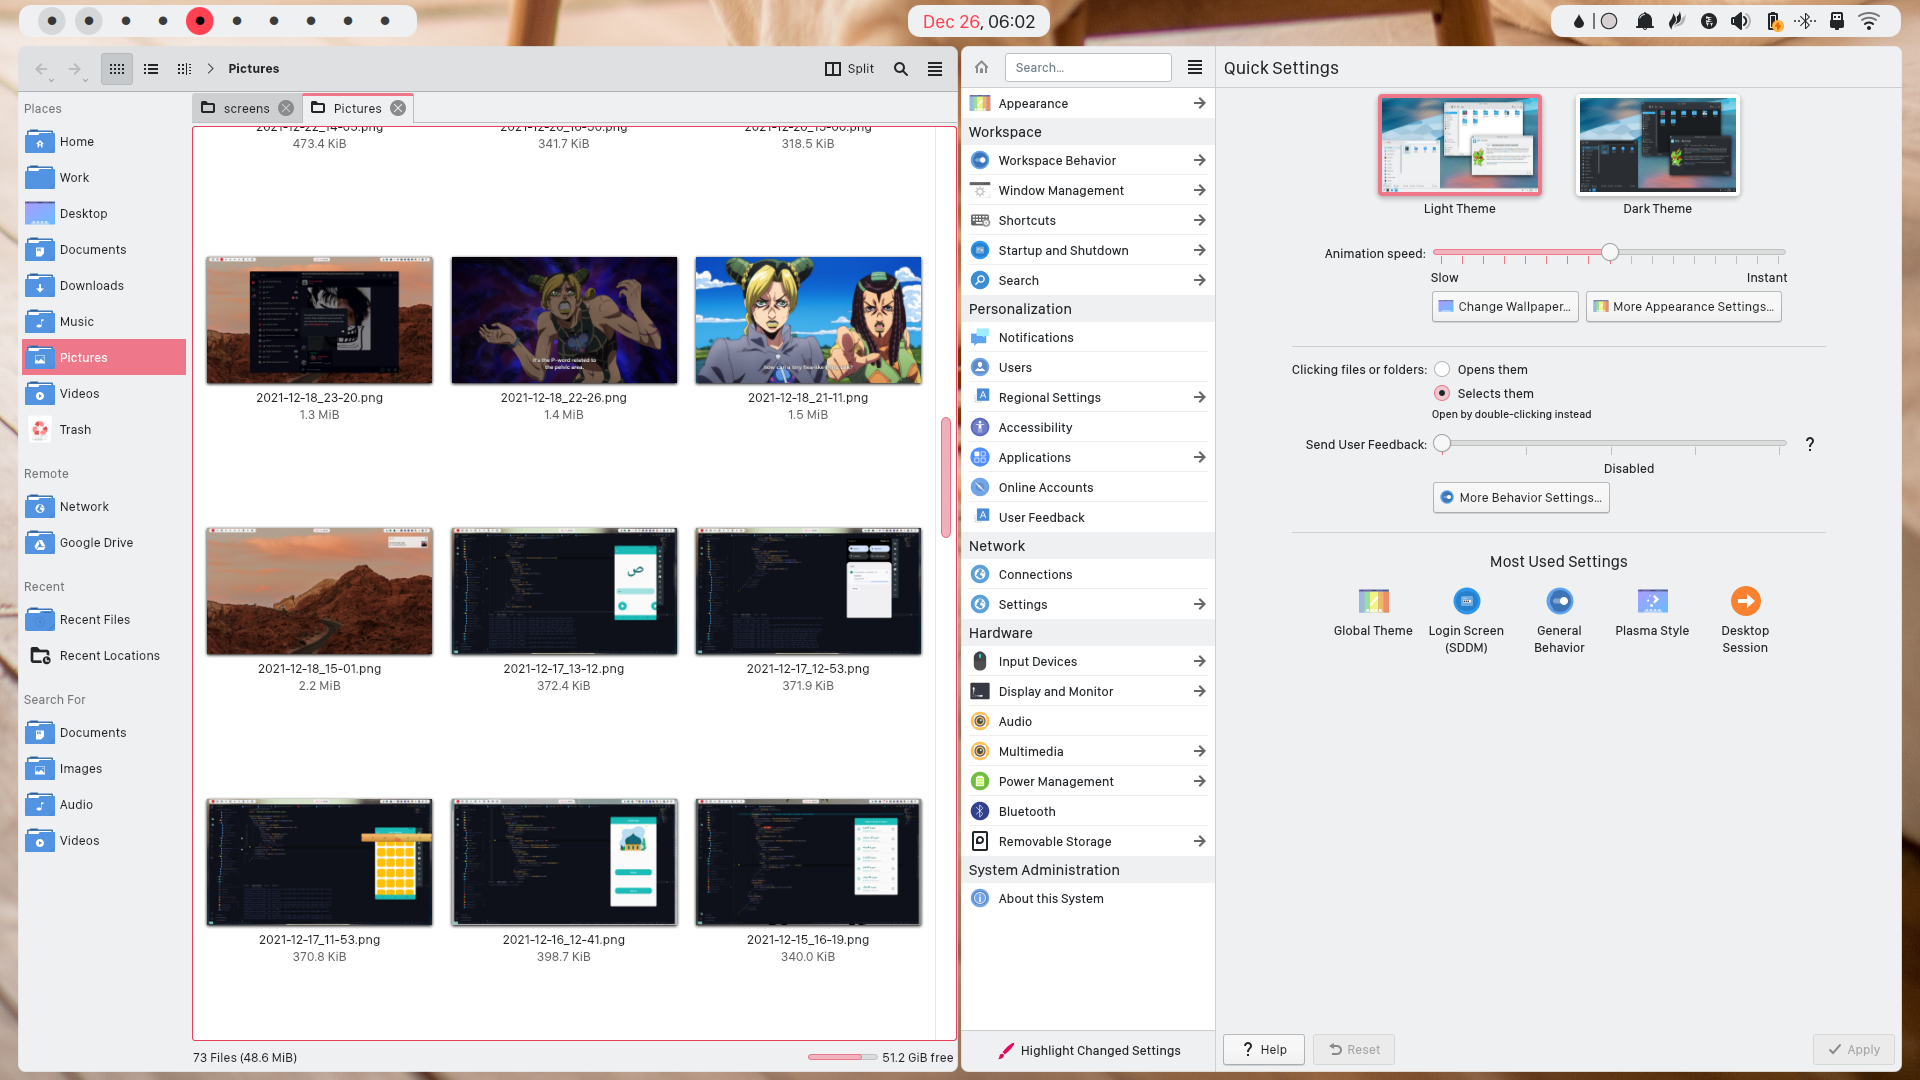 Dec 26, 06:02
Pictures
Split
Places
Home
Work
Desktop
Documents
Downloads
Music
Pictures
Videos
Trash
Remote
Network
Google Drive
Recent
Recent Files
Recent Locations
Search For
Documents
Images
Audio
Videos
screens
Pictures
473.4 KiB
341.7 KiB
318.5 KiB
It's the P-word related to
the pelvic area.
2021-12-18_23-20.png
1.3 MiB
2021-12-18_22-26.png
1.4 MiB
2021-12-18_21-11.png
1.5 MiB
ص
2021-12-18_15-01.png
2.2 MiB
2021-12-17_13-12.png
372.4 KiB
2021-12-17_12-53.png
371.9 KiB
2021-12-17_11-53.png
370.8 KiB
2021-12-16_12-41.png
398.7 KiB
2021-12-15_16-19.png
340.0 KiB
73 Files (48.6 MiB)
51.2 GiB free
Search...
Appearance
Workspace
Workspace Behavior
Window Management
Shortcuts
Startup and Shutdown
Search
Personalization
Notifications
Users
Regional Settings
Accessibility
Applications
Online Accounts
User Feedback
Network
Connections
Settings
Hardware
Input Devices
Display and Monitor
Audio
Multimedia
Power Management
Bluetooth
Removable Storage
System Administration
About this System
Highlight Changed Settings
Quick Settings
Light Theme
Dark Theme
Animation speed:
Slow
Instant
Change Wallpaper...
More Appearance Settings...
Clicking files or folders:
Opens them
Selects them
Open by double-clicking instead
Send User Feedback:
?
Disabled
More Behavior Settings...
Most Used Settings
Global Theme
Login Screen
(SDDM)
General
Behavior
Plasma Style
Desktop
Session
? Help
Reset
Apply